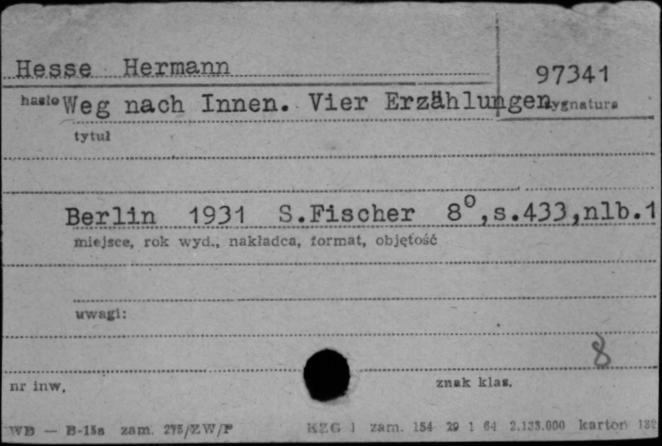 Hesse Hermann
97341
hasło Weg nach Innen. Vier Erzählungen sygnatura
tytuł
Berlin 1931 S.Fischer 8°,s.433,nlb.1
miejsce, rok wyd., nakładca, format, objętość
uwagi:
8
nr inw.
znak klas.
WB — B-15a zam. 275/ZW/P KZG 1 zam. 154 29 1 64 2.133.000 karton